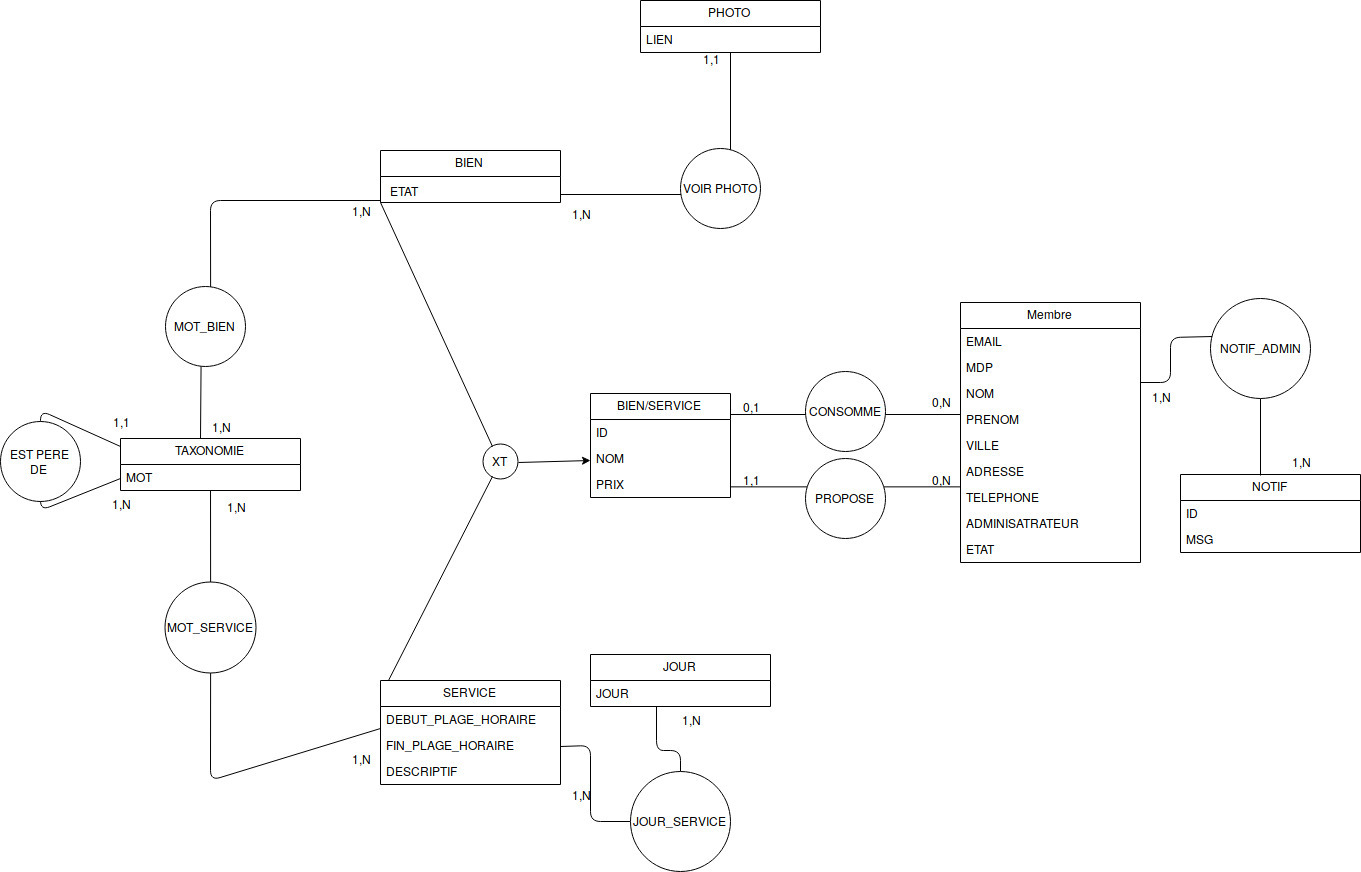 PHOTO
LIEN
1,1
BIEN
ETAT
VOIR PHOTO
1,N
1,N
MOT_BIEN
Membre
EMAIL
MDP
NOM
PRENOM
VILLE
ADRESSE
TELEPHONE
ADMINISATRATEUR
ETAT
NOTIF_ADMIN
1,N
BIEN/SERVICE
ID
NOM
PRIX
0,1
CONSOMME
0,N
1,1
PROPOSE
0,N
1,1
1,N
EST PERE
DE
TAXONOMIE
MOT
1,N
1,N
XT
1,N
NOTIF
ID
MSG
MOT_SERVICE
JOUR
JOUR
1,N
SERVICE
DEBUT_PLAGE_HORAIRE
FIN_PLAGE_HORAIRE
DESCRIPTIF
1,N
1,N
JOUR_SERVICE